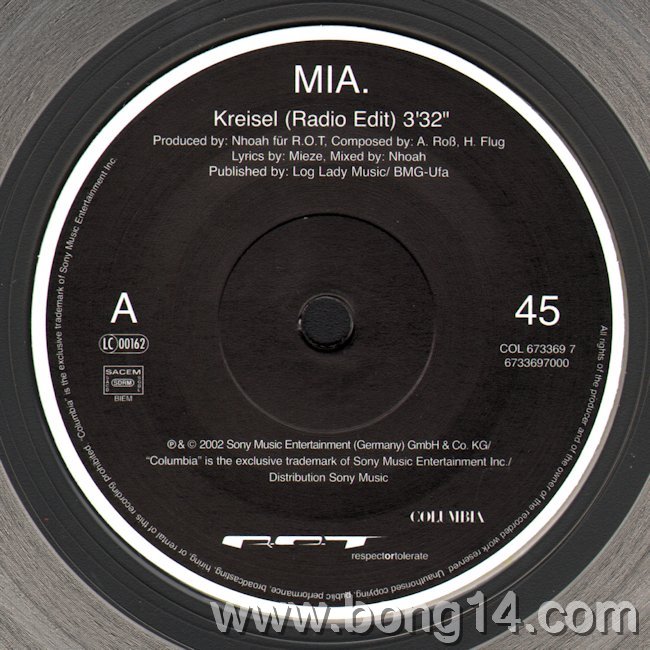 MIA.
Kreisel (Radio Edit) 3'32"
Produced by: Nhoah für R.O.T, Composed by: A. Roß, H. Flug
Lyrics by: Mieze, Mixed by: Nhoah
Published by: Log Lady Music/ BMG-Ufa
A
45
LC 00162
COL 673369 7
6733697000
SACEM
SDRM
BIEM
℗& © 2002 Sony Music Entertainment (Germany) GmbH & Co. KG/
"Columbia" is the exclusive trademark of Sony Music Entertainment Inc./
Distribution Sony Music
COLUMBIA
R.O.T
respectortolerate
All rights of the producer and of the owner of the recorded work reserved. Unauthorised copying, public performance, broadcasting, hiring, or rental of this recording prohibited. "Columbia" is the exclusive trademark of Sony Music Entertainment Inc.
www.bong14.com